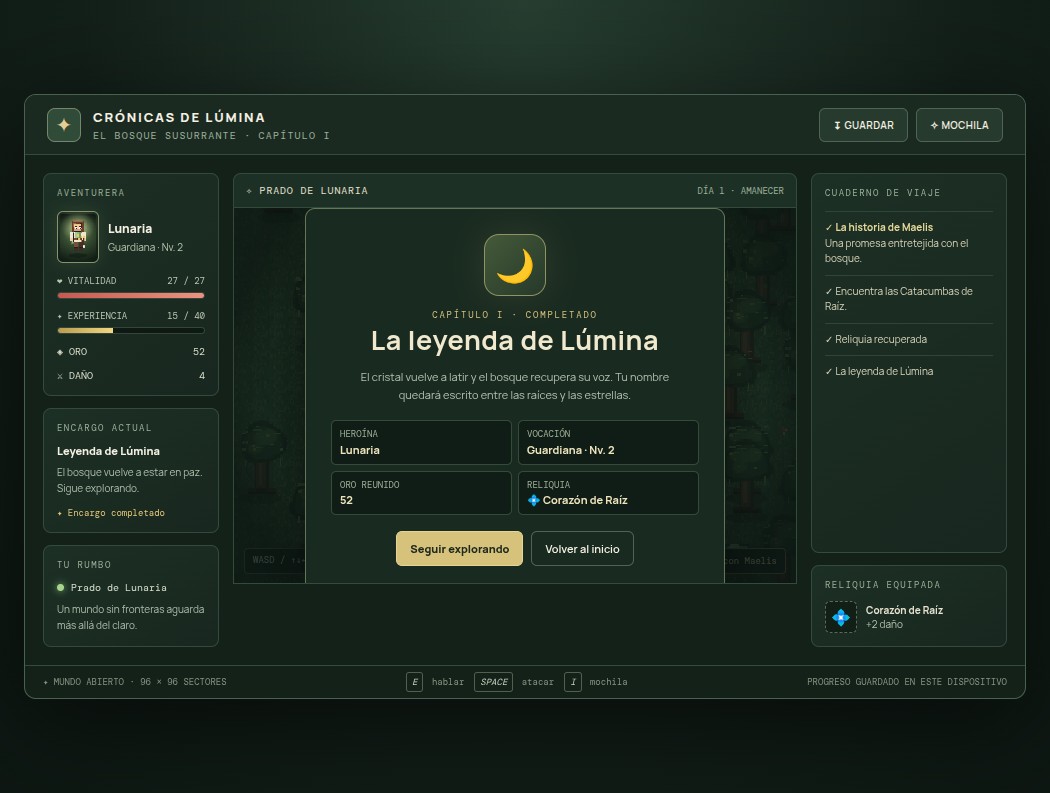 CRÓNICAS DE LÚMINA
EL BOSQUE SUSURRANTE · CAPÍTULO I
↧ GUARDAR
✧ MOCHILA
AVENTURERA
Lunaria
Guardiana · Nv. 2
❤ VITALIDAD 27 / 27
✦ EXPERIENCIA 15 / 40
◈ ORO 52
⚔ DAÑO 4
ENCARGO ACTUAL
Leyenda de Lúmina
El bosque vuelve a estar en paz.
Sigue explorando.
✦ Encargo completado
TU RUMBO
Prado de Lunaria
Un mundo sin fronteras aguarda
más allá del claro.
✧ PRADO DE LUNARIA
DÍA 1 · AMANECER
CAPÍTULO I · COMPLETADO
La leyenda de Lúmina
El cristal vuelve a latir y el bosque recupera su voz. Tu nombre
quedará escrito entre las raíces y las estrellas.
HEROÍNA
Lunaria
VOCACIÓN
Guardiana · Nv. 2
ORO REUNIDO
52
RELIQUIA
💠 Corazón de Raíz
Seguir explorando
Volver al inicio
WASD /
con Maelis
CUADERNO DE VIAJE
✓ La historia de Maelis
Una promesa entretejida con el
bosque.
✓ Encuentra las Catacumbas de
Raíz.
✓ Reliquia recuperada
✓ La leyenda de Lúmina
RELIQUIA EQUIPADA
Corazón de Raíz
+2 daño
✦ MUNDO ABIERTO · 96 × 96 SECTORES
E hablar SPACE atacar I mochila
PROGRESO GUARDADO EN ESTE DISPOSITIVO